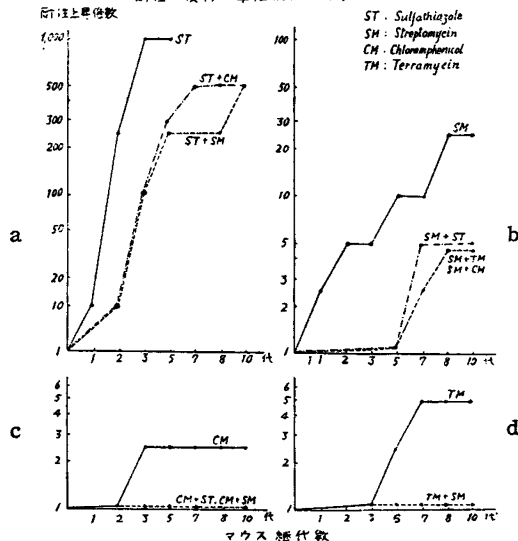 耐性上昇倍数
ST : Sulfathiazole
SM : Streptomycin
CM : Chloramphenicol
TM : Terramycin
a
1,000
500
200
100
50
20
10
1
ST
ST+CM
ST+SM
1 2 3 5 7 8 10 代
b
100
50
30
20
10
5
3
2
1
SM
SM+ST
SM+TM
SM+CM
1 1 2 3 5 7 8 10 代
c
6
5
4
3
2
1
CM
CM+ST.CM+SM
1 2 3 5 7 8 10 代
d
6
5
4
3
2
1
TM
TM+SM
1 2 3 5 7 8 10 代
マウス継代数